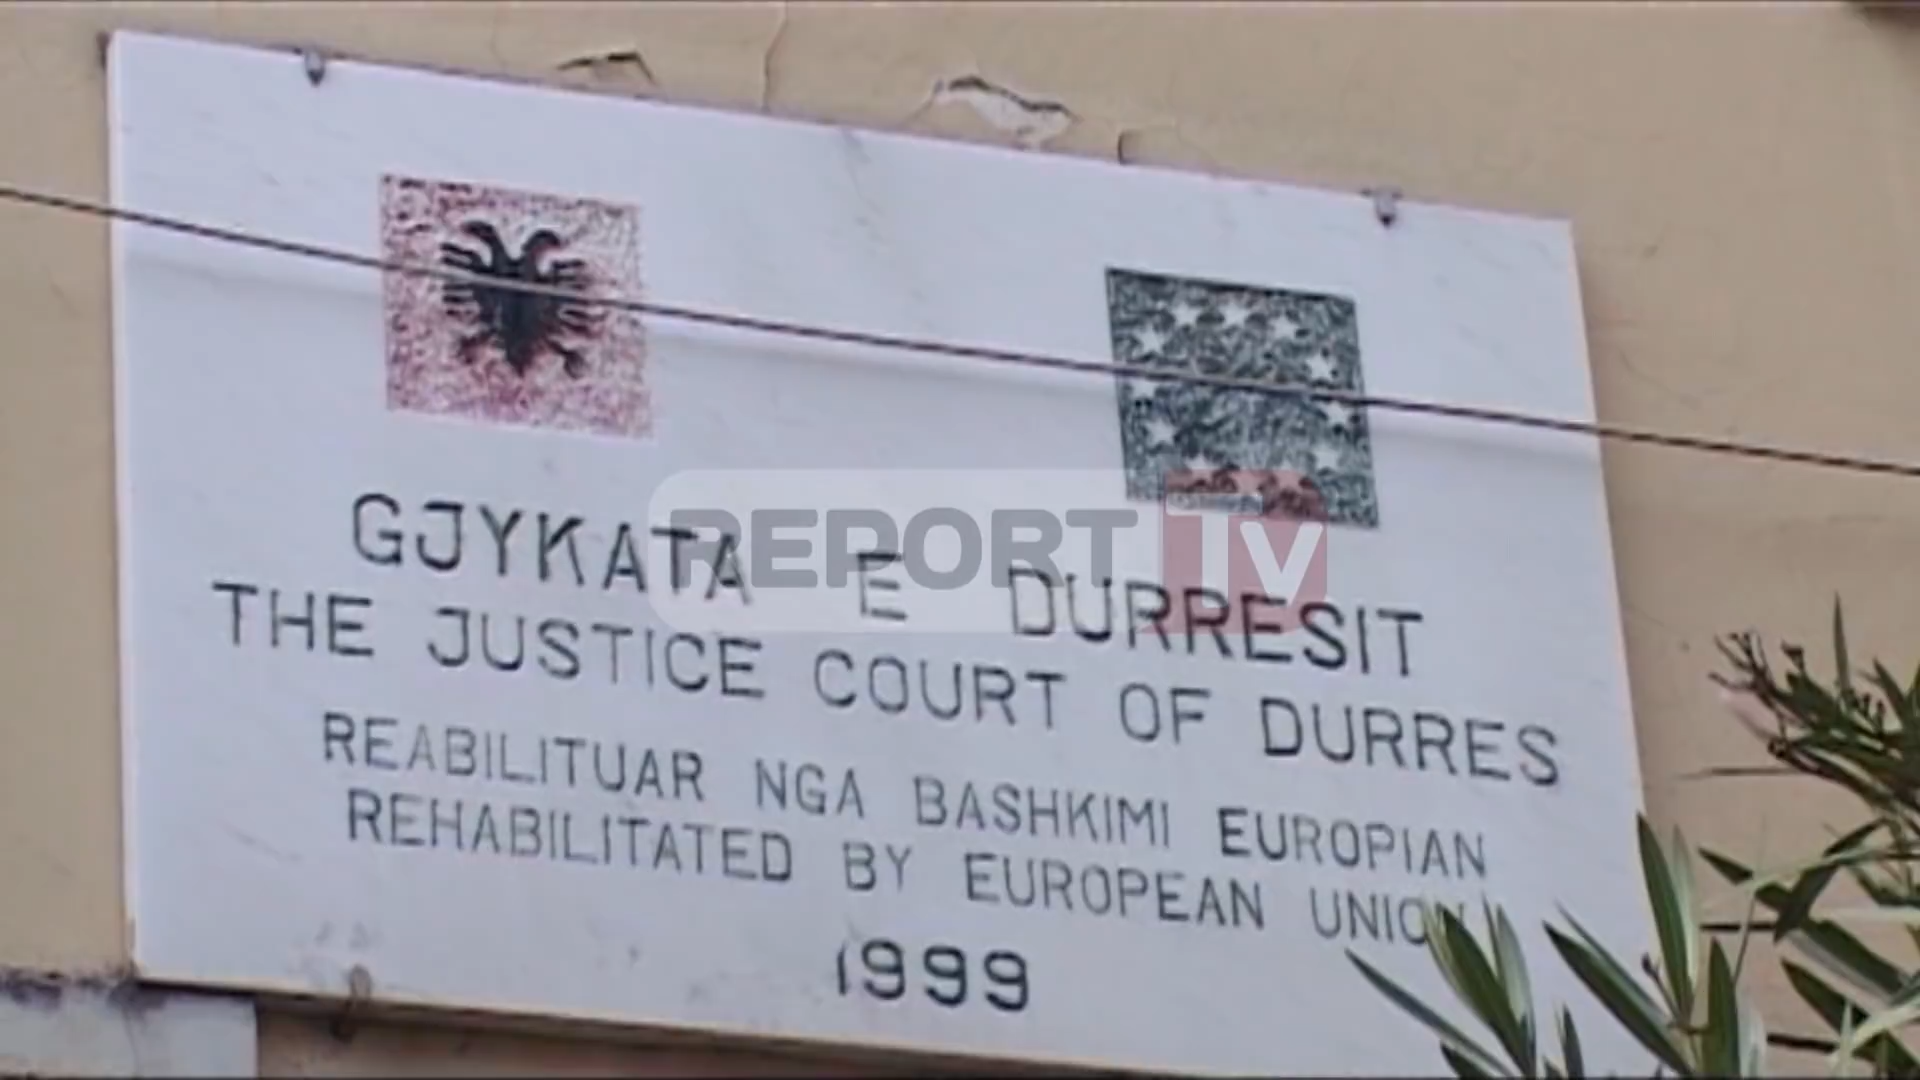 GJYKATA E DURRESIT
THE JUSTICE COURT OF DURRES
REABILITUAR NGA BASHKIMI EUROPIAN
REHABILITATED BY EUROPEAN UNION
1999
REPORT TV